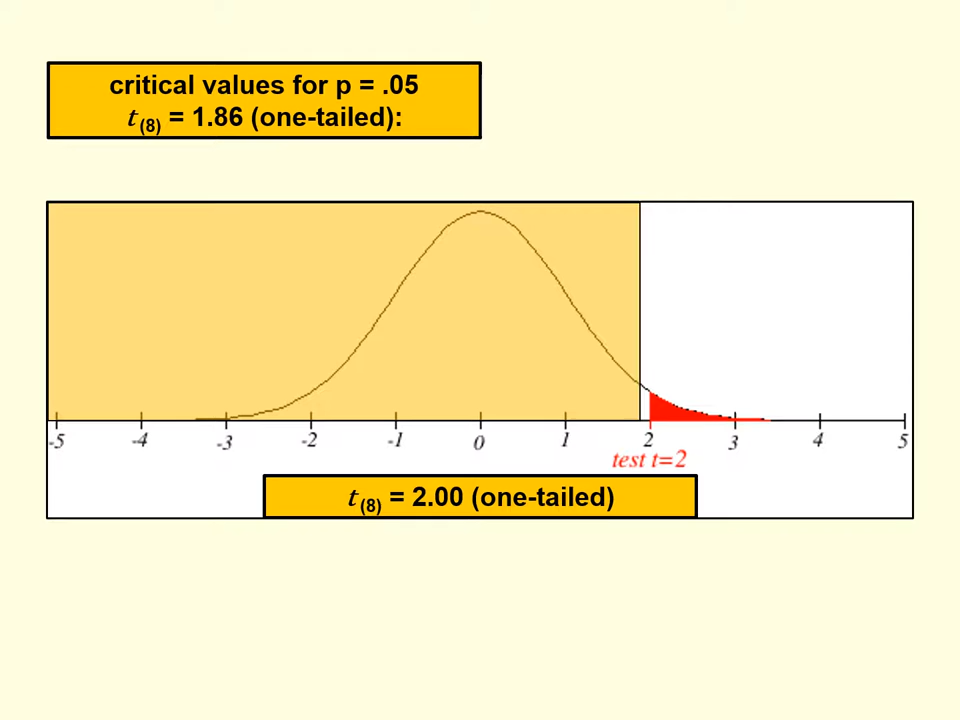 critical values for p = .05
t(8) = 1.86 (one-tailed):
-5 -4 -3 -2 -1 0 1 2 3 4 5
test t=2
t(8) = 2.00 (one-tailed)